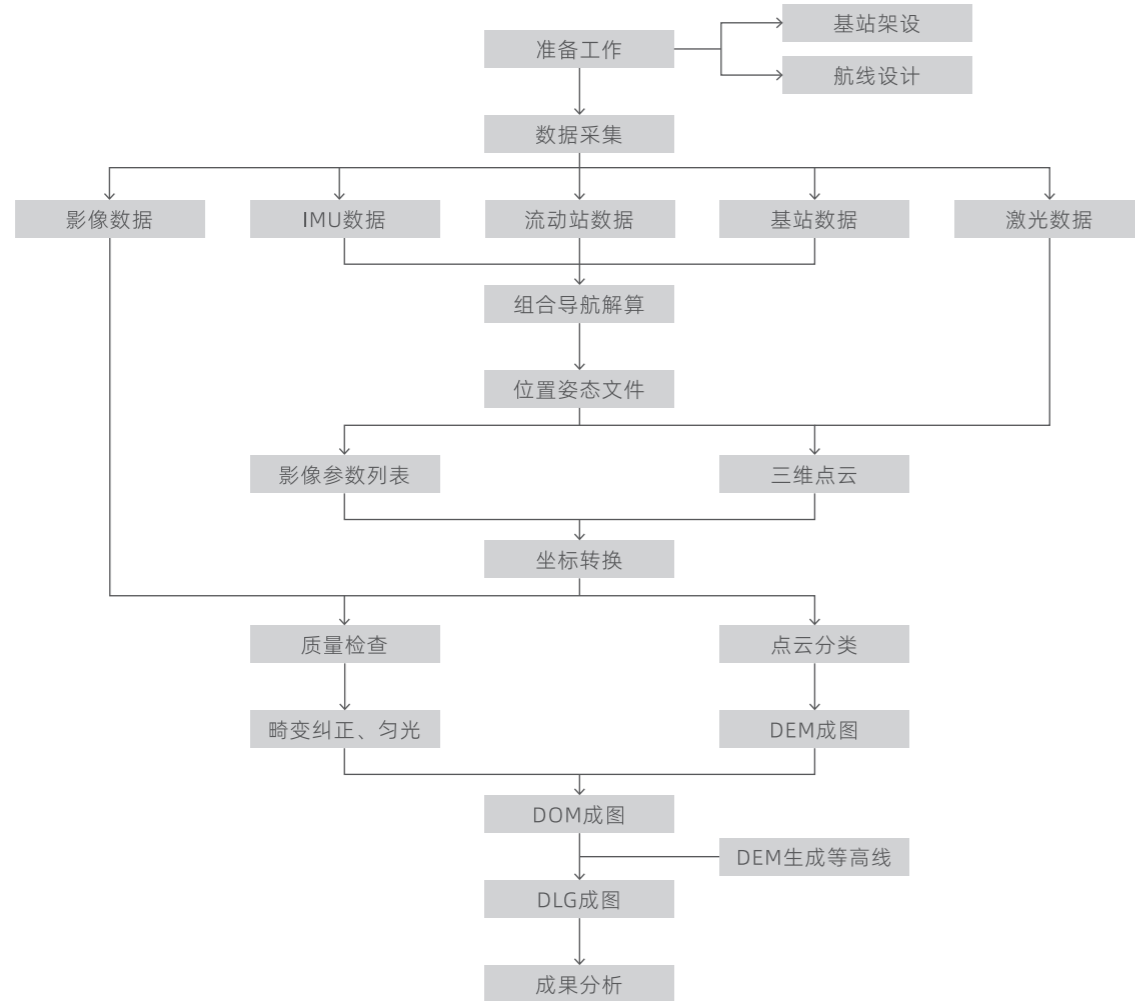 基站架设
准备工作
航线设计
数据采集
影像数据
IMU数据
流动站数据
基站数据
激光数据
组合导航解算
位置姿态文件
影像参数列表
三维点云
坐标转换
质量检查
点云分类
畸变纠正、匀光
DEM成图
DOM成图
DEM生成等高线
DLG成图
成果分析